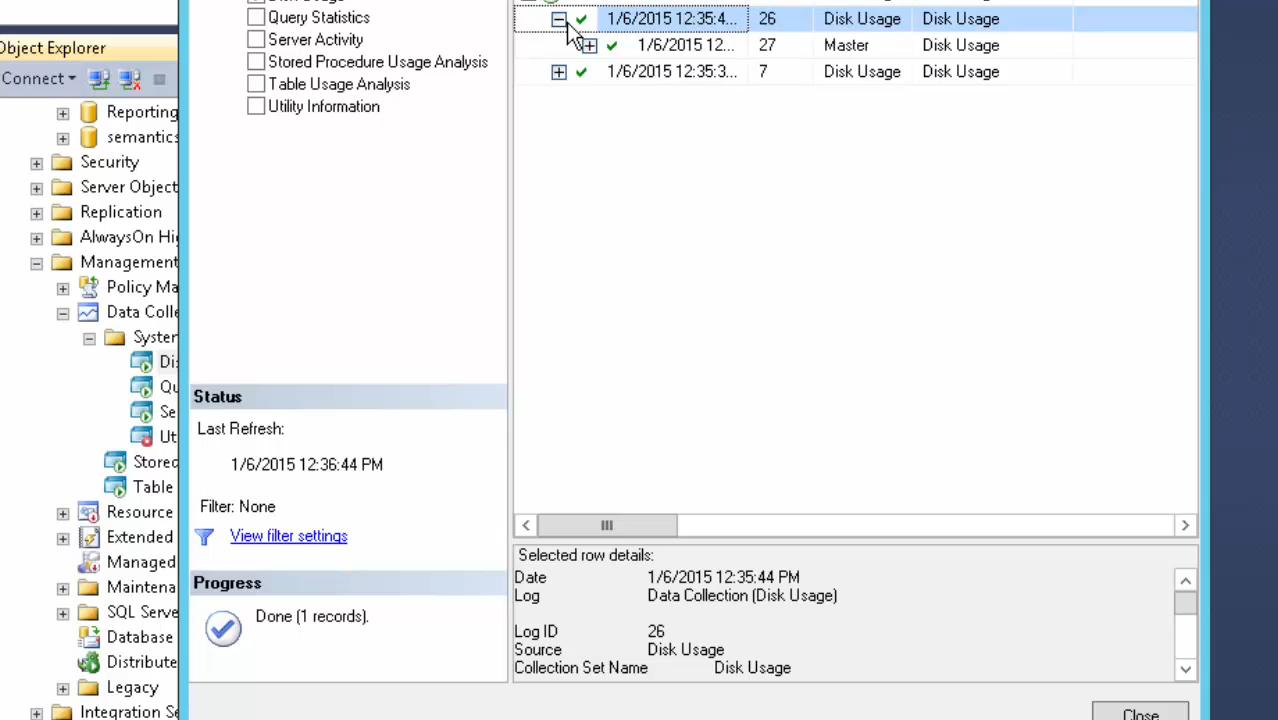 Object Explorer
Connect
Reporting
semantics
Security
Server Object
Replication
AlwaysOn Hi
Management
Policy Ma
Data Colle
System
Dis
Qu
Se
Ut
Stored
Table
Resource
Extended
Managed
Maintena
SQL Serve
Database
Distribute
Legacy
Integration Se
Query Statistics
Server Activity
Stored Procedure Usage Analysis
Table Usage Analysis
Utility Information
Status
Last Refresh:
1/6/2015 12:36:44 PM
Filter: None
View filter settings
Progress
Done (1 records).
1/6/2015 12:35:4... 26 Disk Usage Disk Usage
1/6/2015 12... 27 Master Disk Usage
1/6/2015 12:35:3... 7 Disk Usage Disk Usage
Selected row details:
Date 1/6/2015 12:35:44 PM
Log Data Collection (Disk Usage)
Log ID 26
Source Disk Usage
Collection Set Name Disk Usage
Close